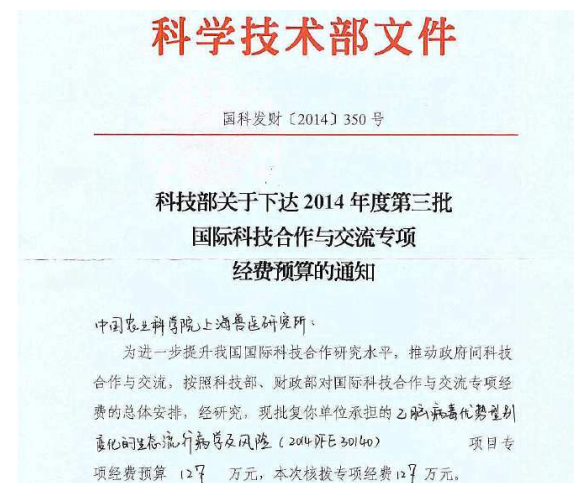 科学技术部文件
国科发财〔2014〕350号
科技部关于下达2014年度第三批
国际科技合作与交流专项
经费预算的通知
中国农业科学院上海兽医研究所：
为进一步提升我国国际科技合作研究水平，推动政府间科技
合作与交流，按照科技部、财政部对国际科技合作与交流专项经
费的总体安排，经研究，现批复你单位承担的乙脑病毒优势型别
变化的生态流行病学及风险（2014DFE30140） 项目专
项经费预算 127 万元，本次核拨专项经费127万元。